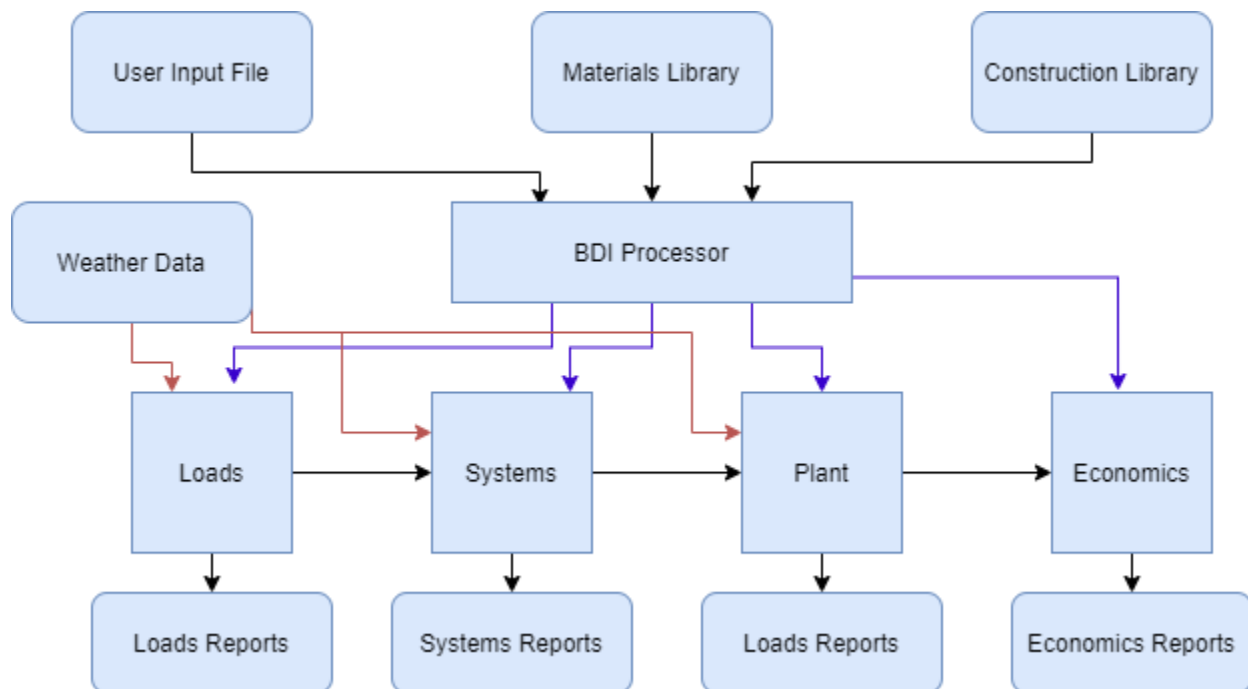 User Input File
Materials Library
Construction Library
Weather Data
BDI Processor
Loads
Systems
Plant
Economics
Loads Reports
Systems Reports
Loads Reports
Economics Reports